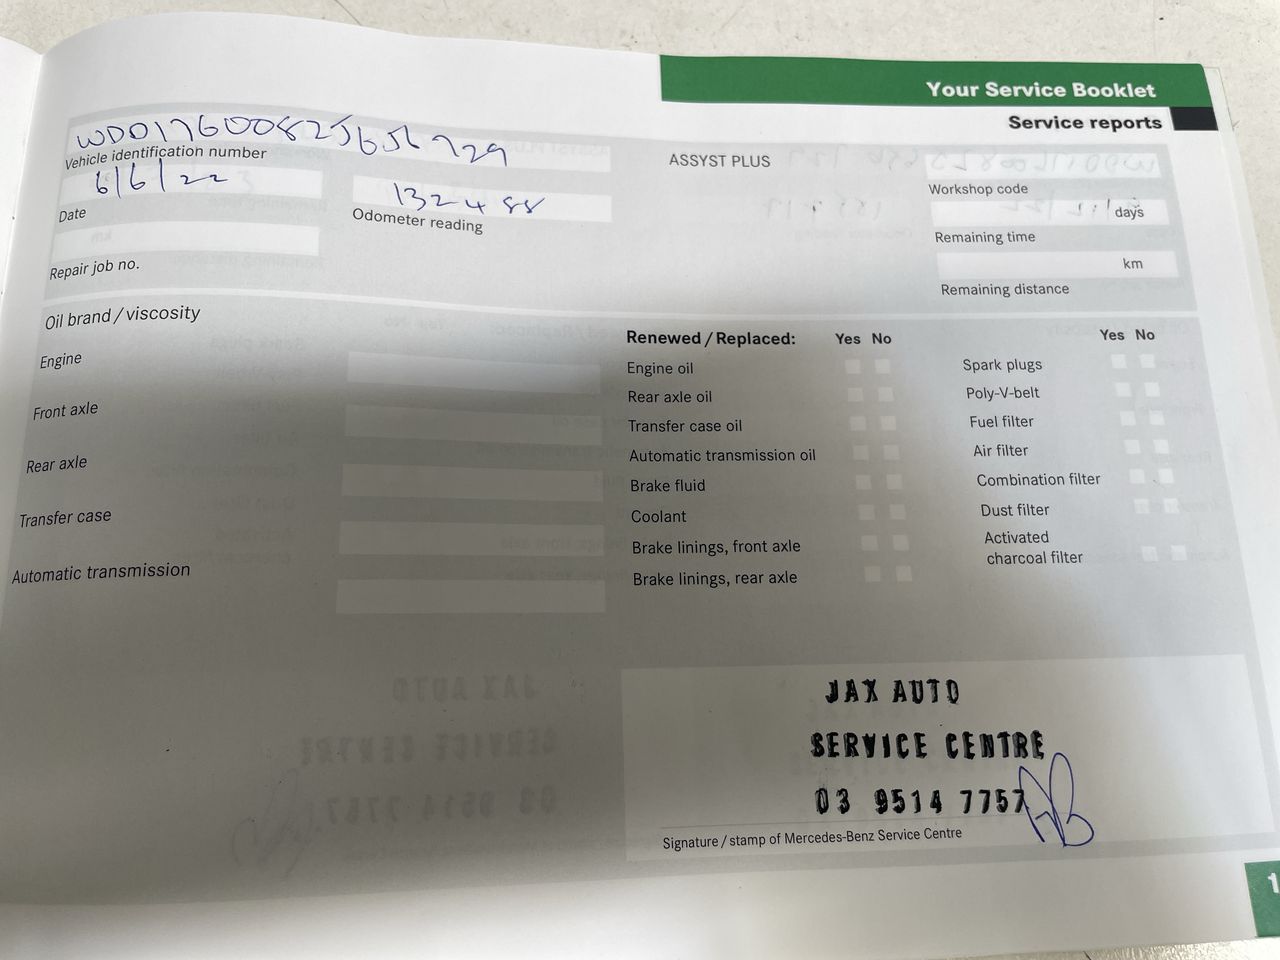 Your Service Booklet
Service reports
WDD1760082J656729
Vehicle identification number
6/6/22
Date
132488
Odometer reading
Repair job no.
ASSYST PLUS
Workshop code
days
Remaining time
km
Remaining distance
Oil brand / viscosity
Engine
Front axle
Rear axle
Transfer case
Automatic transmission
Renewed / Replaced: Yes No
Engine oil
Rear axle oil
Transfer case oil
Automatic transmission oil
Brake fluid
Coolant
Brake linings, front axle
Brake linings, rear axle
Yes No
Spark plugs
Poly-V-belt
Fuel filter
Air filter
Combination filter
Dust filter
Activated
charcoal filter
JAX AUTO
SERVICE CENTRE
03 9514 7757
Signature / stamp of Mercedes-Benz Service Centre